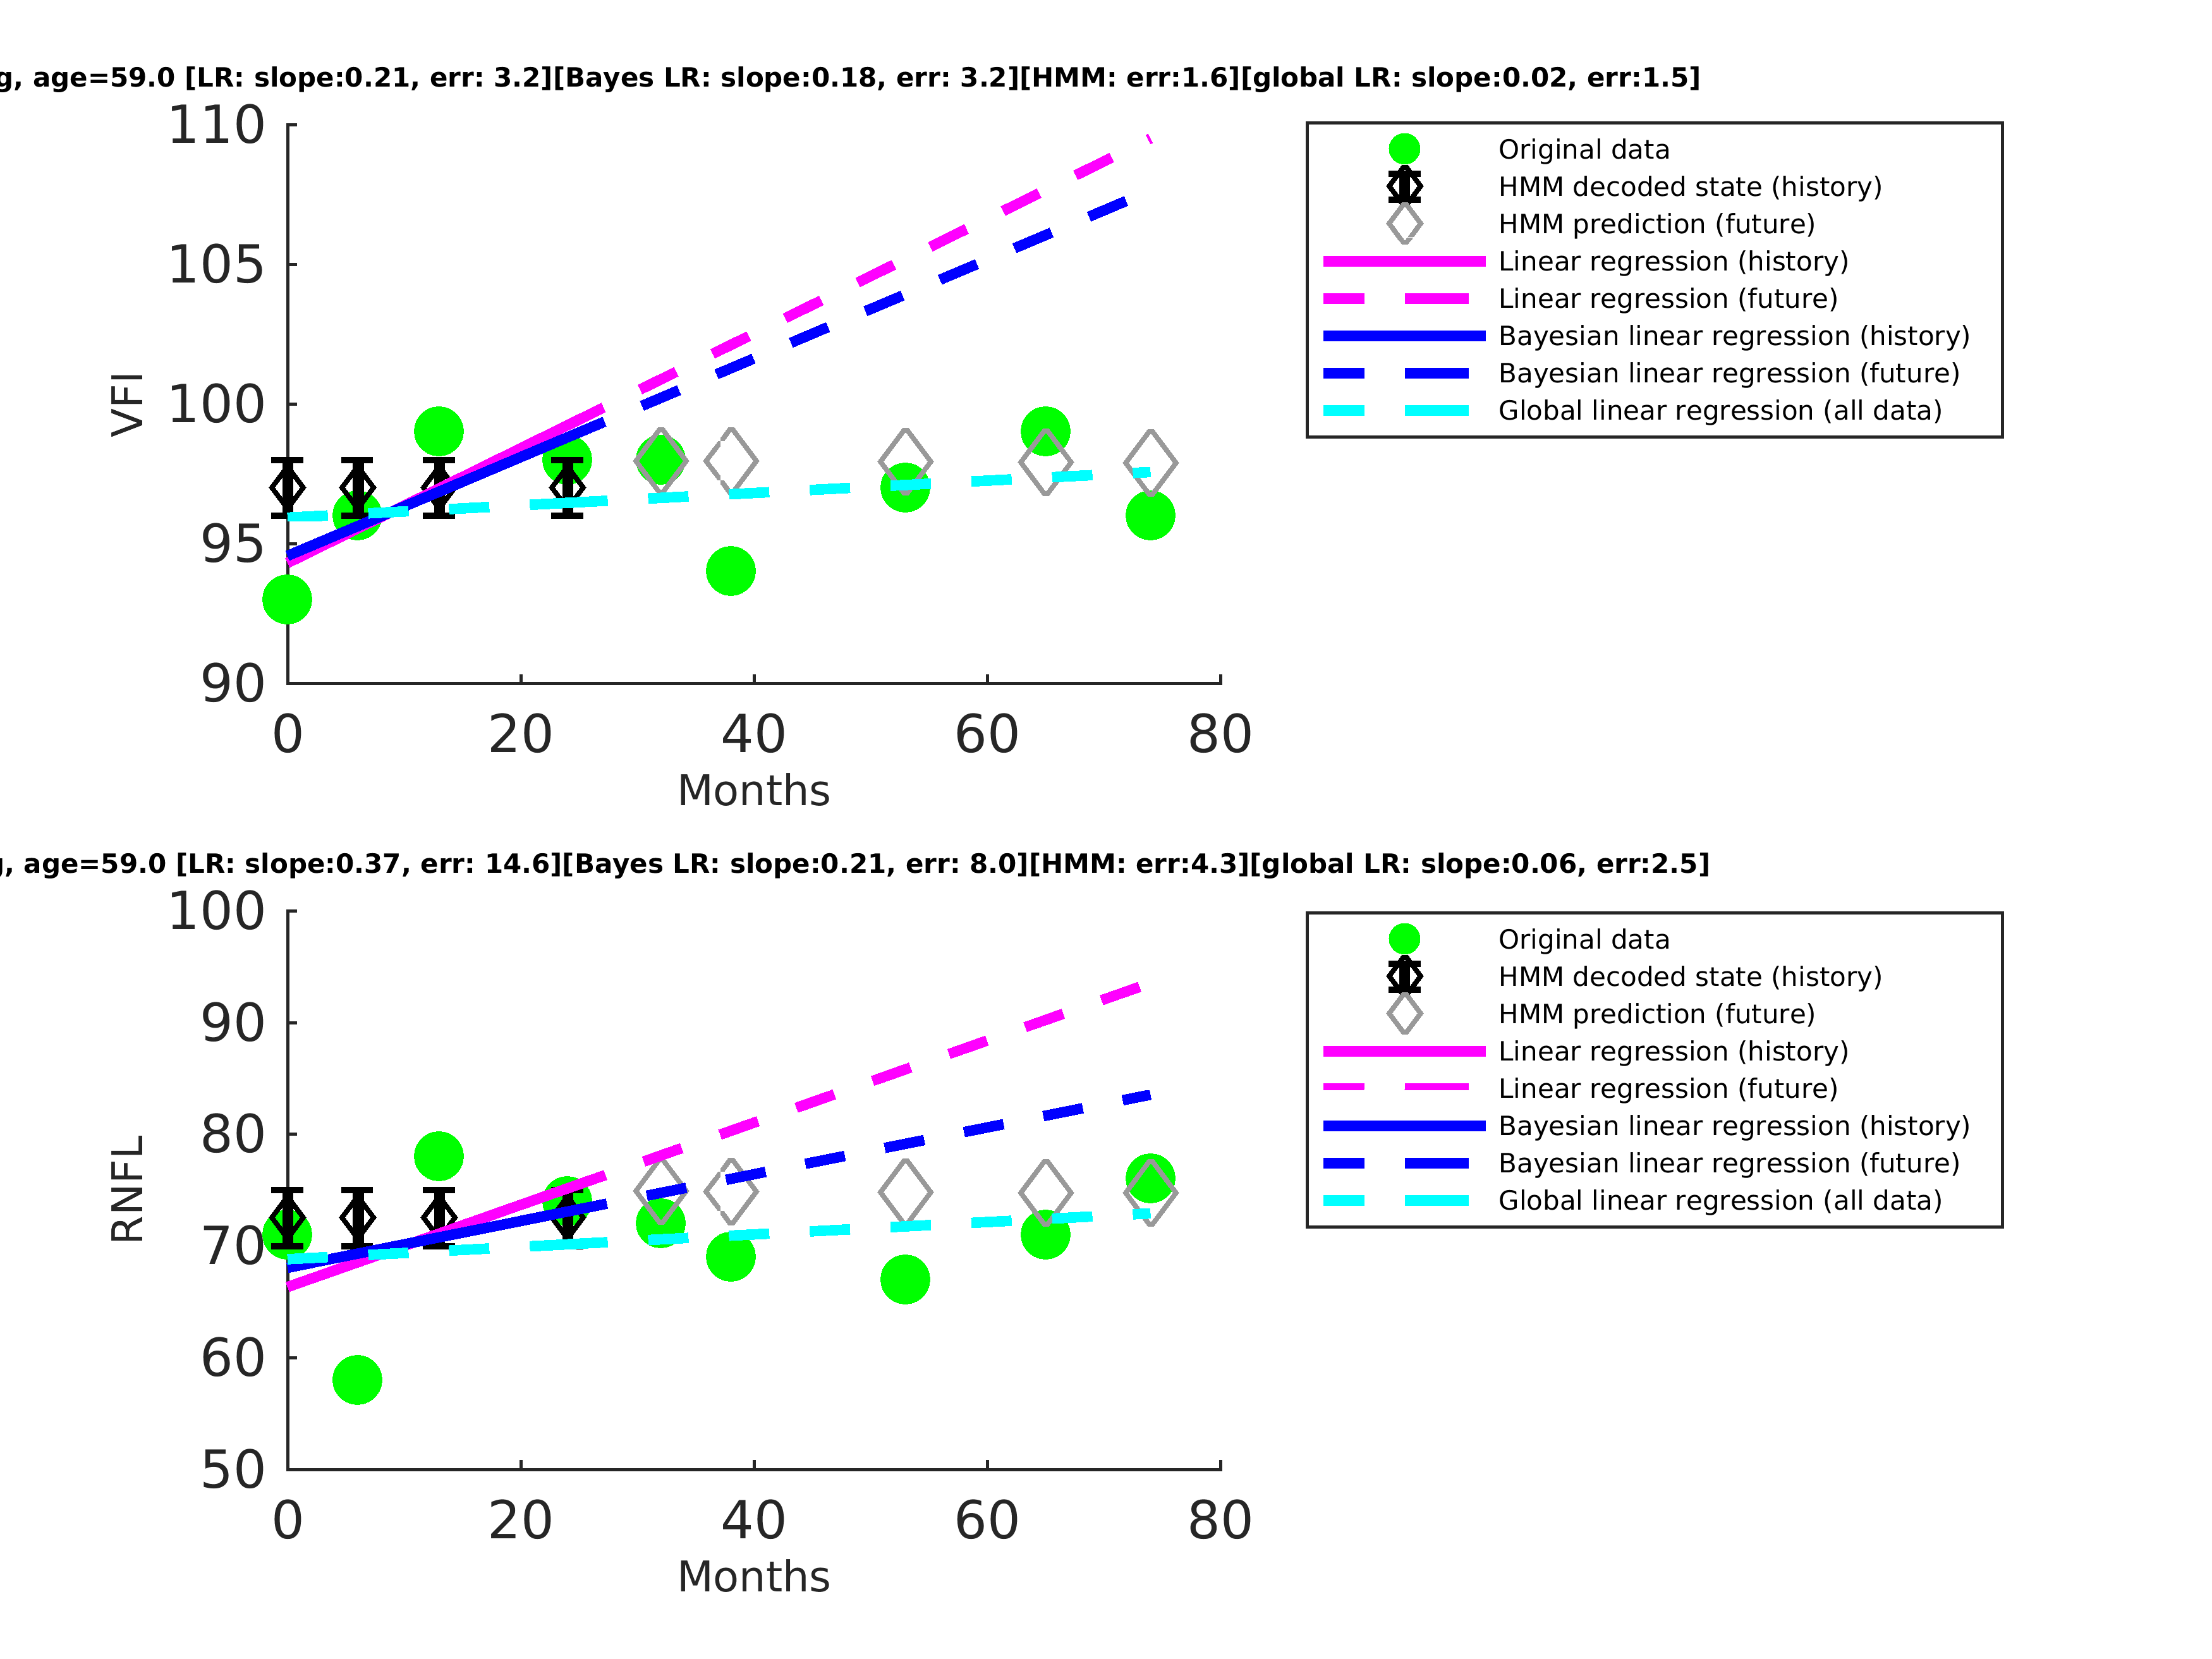 g, age=59.0 [LR: slope:0.21, err: 3.2][Bayes LR: slope:0.18, err: 3.2][HMM: err:1.6][global LR: slope:0.02, err:1.5]
110
105
100
95
90
VFI
0 20 40 60 80
Months
Original data
HMM decoded state (history)
HMM prediction (future)
Linear regression (history)
Linear regression (future)
Bayesian linear regression (history)
Bayesian linear regression (future)
Global linear regression (all data)
, age=59.0 [LR: slope:0.37, err: 14.6][Bayes LR: slope:0.21, err: 8.0][HMM: err:4.3][global LR: slope:0.06, err:2.5]
100
90
80
70
60
50
RNFL
0 20 40 60 80
Months
Original data
HMM decoded state (history)
HMM prediction (future)
Linear regression (history)
Linear regression (future)
Bayesian linear regression (history)
Bayesian linear regression (future)
Global linear regression (all data)